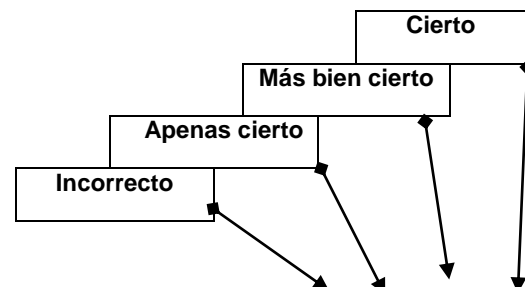 Cierto
Más bien cierto
Apenas cierto
Incorrecto